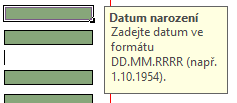 Datum narození
Zadejte datum ve
formátu
DD.MM.RRRR (např.
1.10.1954).